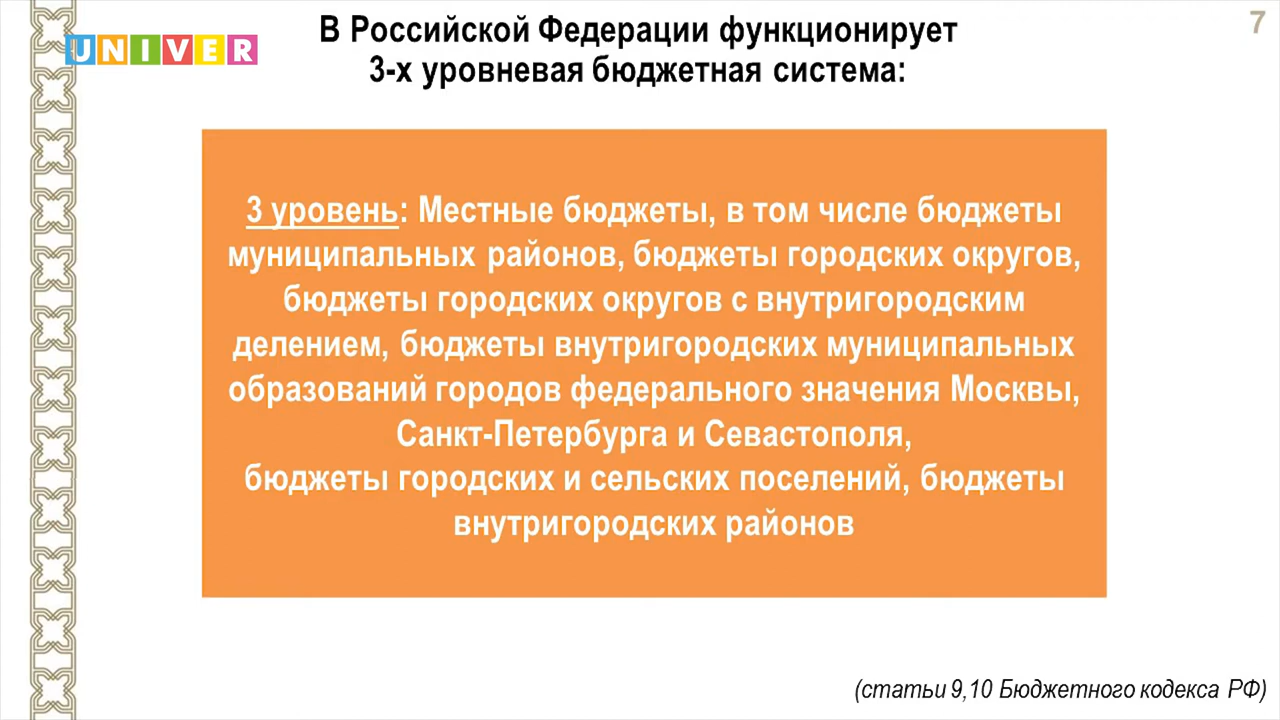 В Российской Федерации функционирует
7
UNIVER
3-х уровневая бюджетная система:
3 уровень: Местные бюджеты, в том числе бюджеты
муниципальных районов, бюджеты городских округов,
бюджеты городских округов с внутригородским
делением, бюджеты внутригородских муниципальных
образований городов федерального значения Москвы,
Санкт-Петербурга и Севастополя,
бюджеты городских и сельских поселений, бюджеты
внутригородских районов
(статьи 9,10 Бюджетного кодекса РФ)